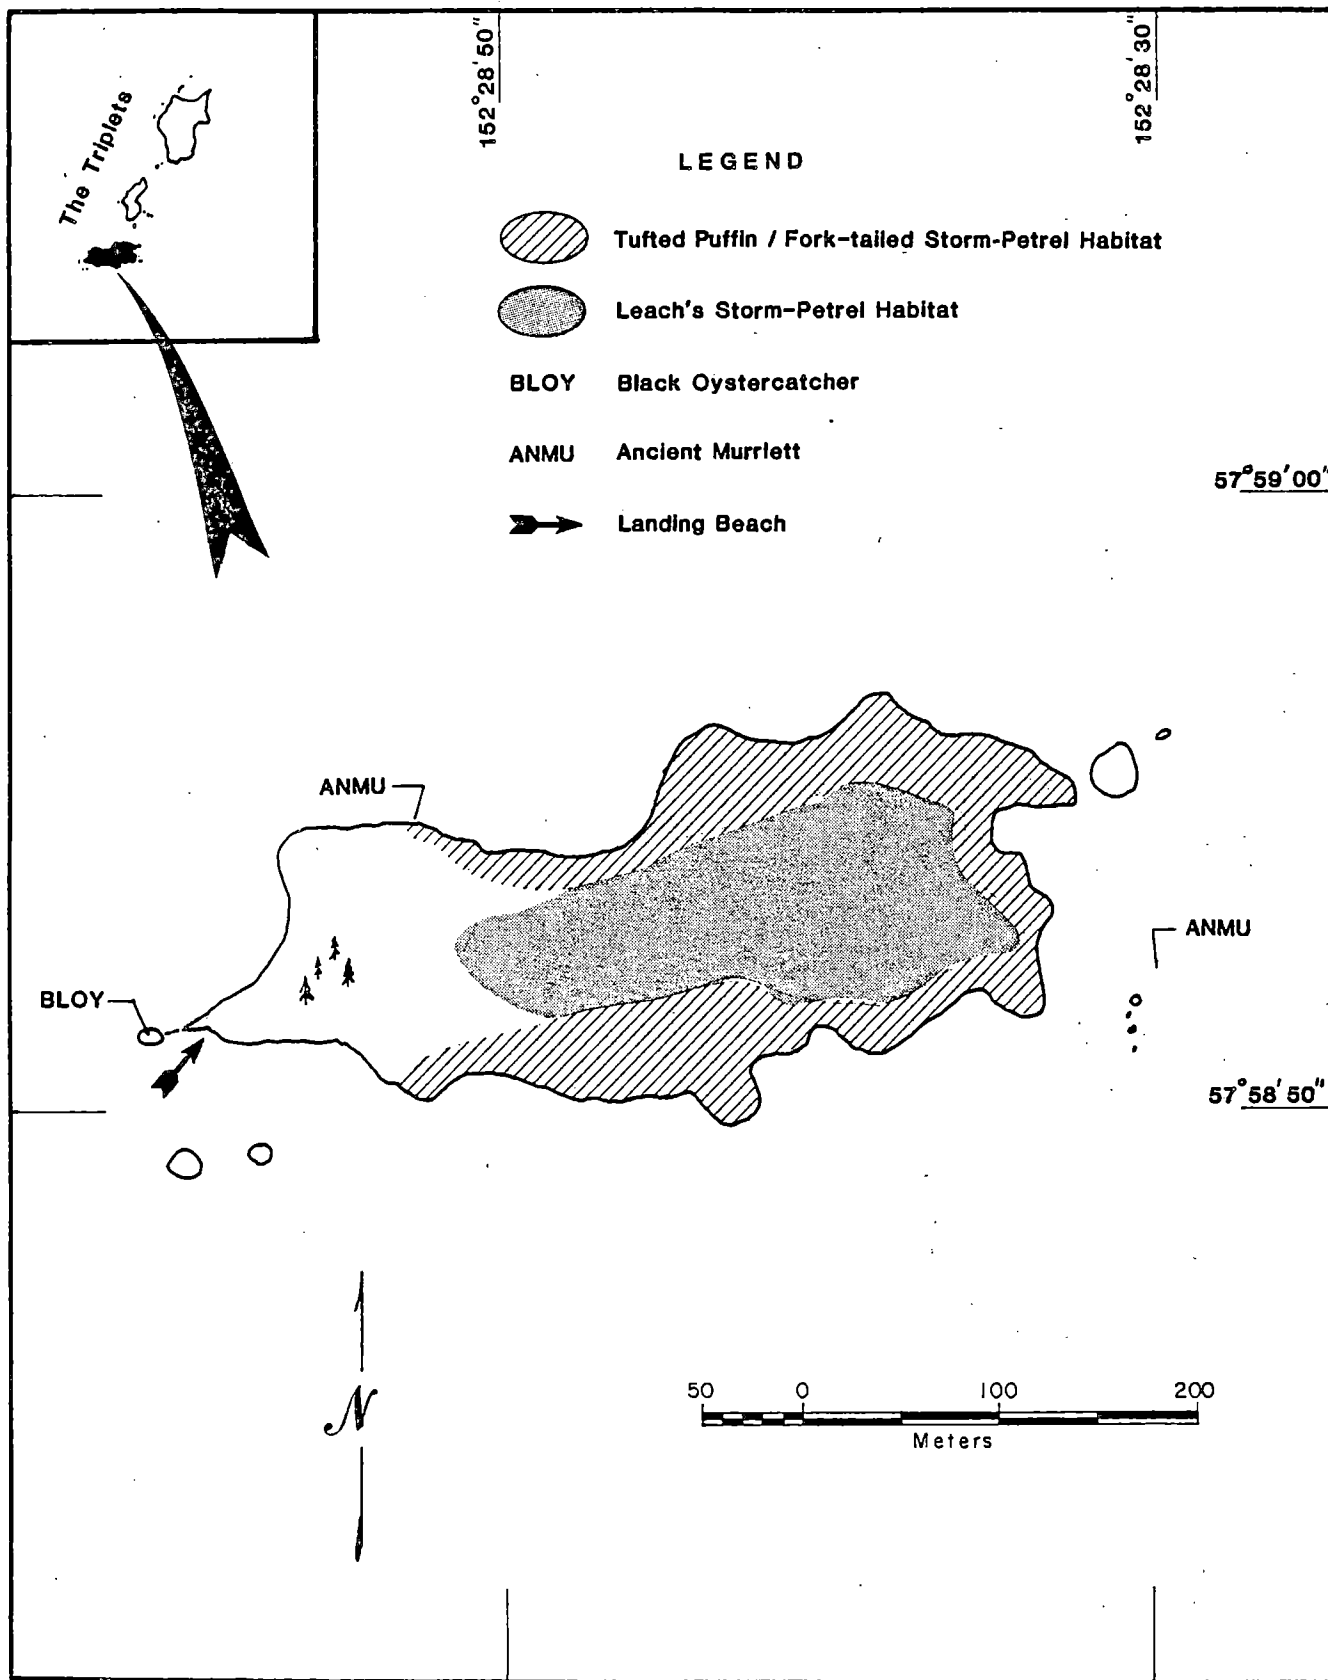 The Triplets
152°28'50"
152°28'30"
LEGEND
Tufted Puffin / Fork-tailed Storm-Petrel Habitat
Leach's Storm-Petrel Habitat
BLOY Black Oystercatcher
ANMU Ancient Murrlett
Landing Beach
57°59'00"
ANMU
ANMU
BLOY
57°58'50"
N
50 0 100 200
Meters